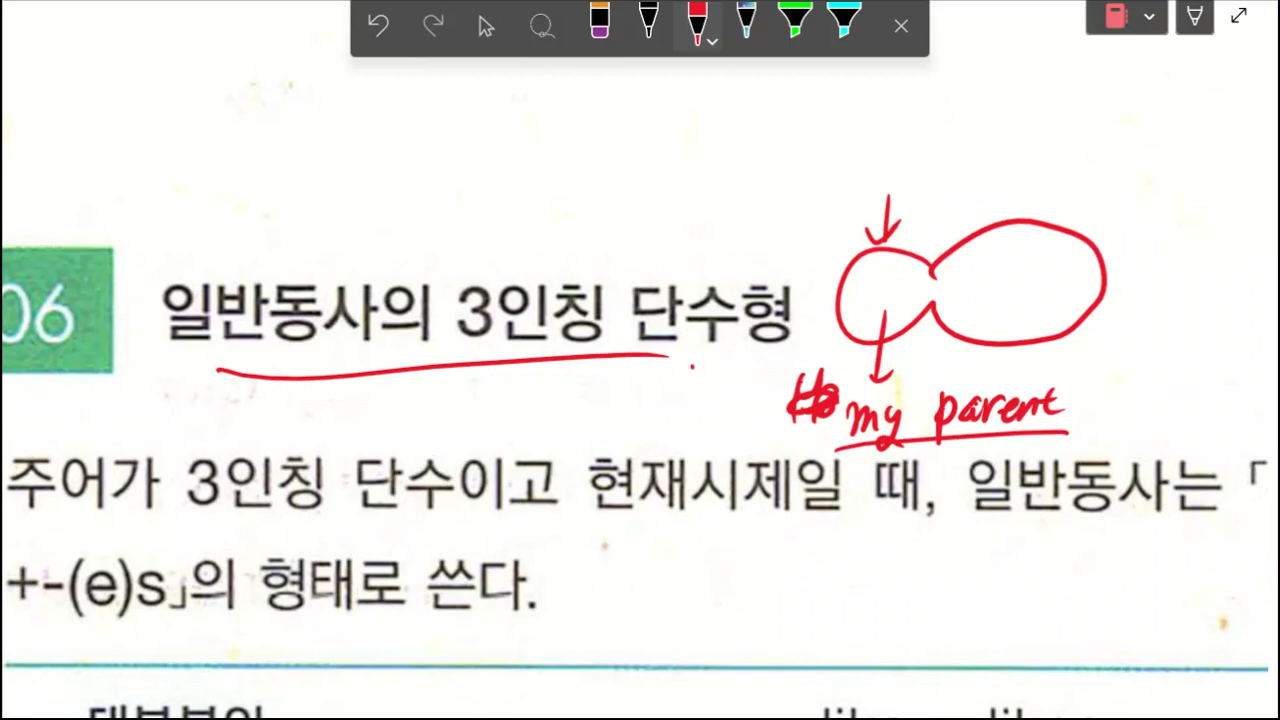 06 일반동사의 3인칭 단수형
my parent
주어가 3인칭 단수이고 현재시제일 때, 일반동사는 「
+-(e)s」의 형태로 쓴다.